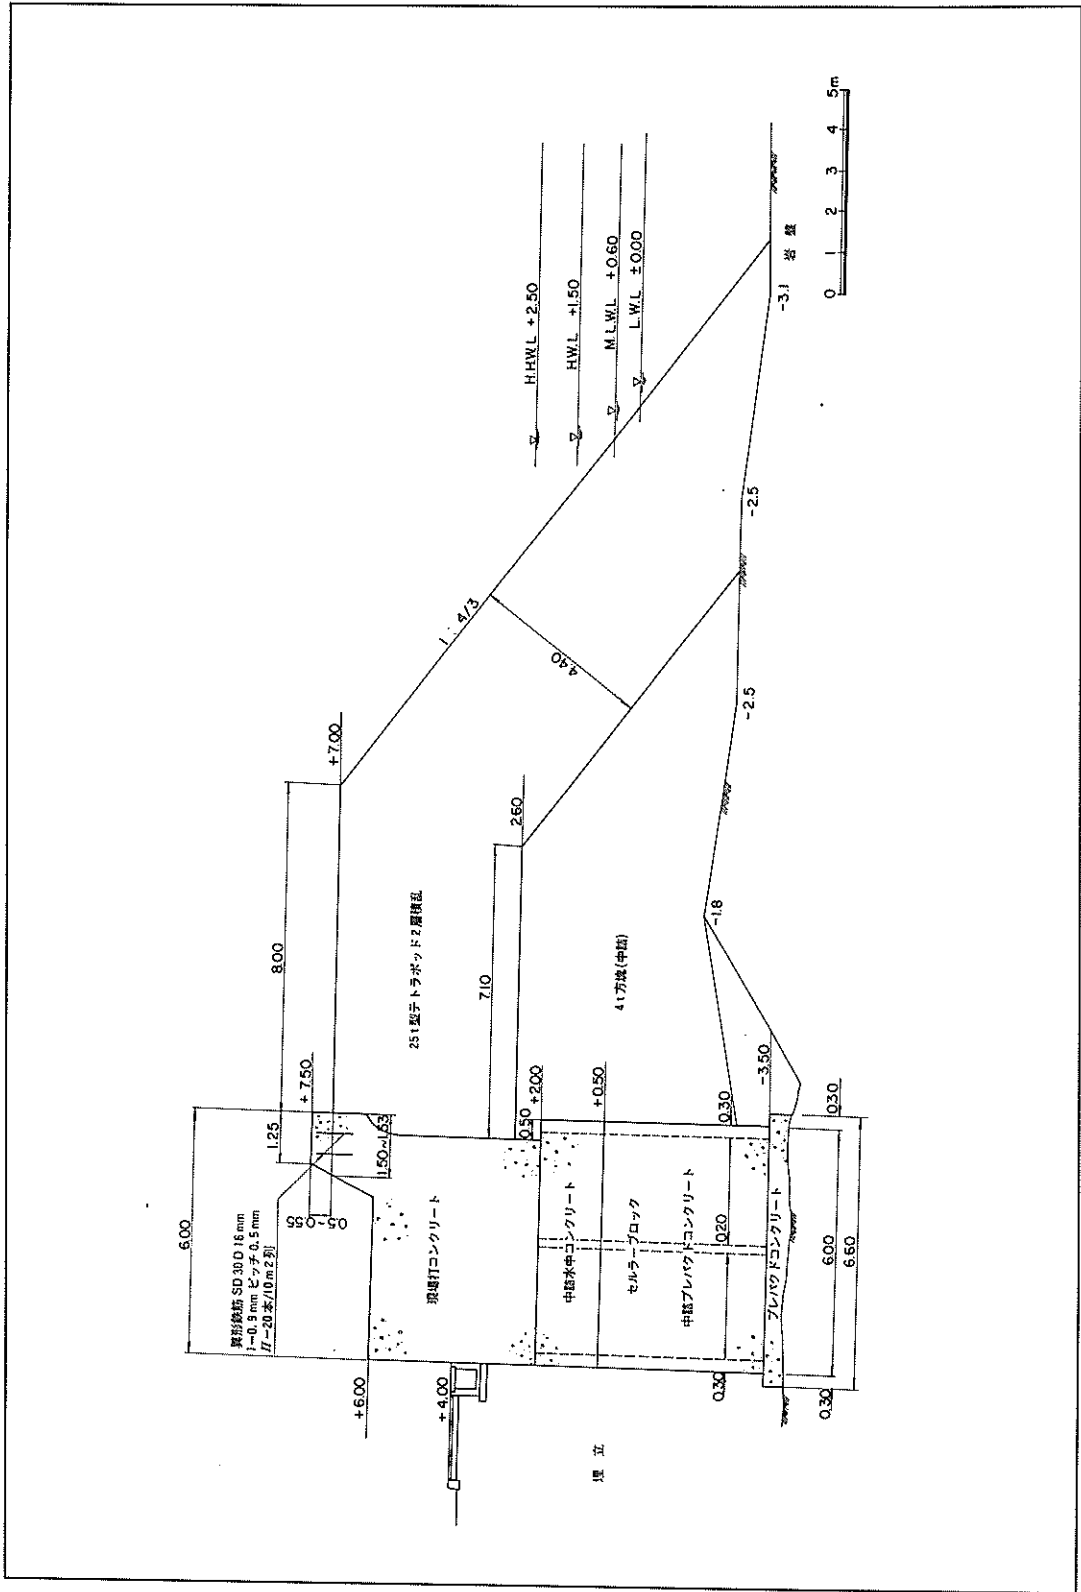 6.00
8.00
1.25
+7.50
+7.00
異形鉄筋 SD 30 D 16 mm
ℓ=0.9 mm ピッチ 0.5 mm
〃-20本/10m 2列
0.5~0.55
1.50~1.53
+6.00
+4.00
現場打コンクリート
25t型テトラポッド2層積乱
1 : 4/3
4.40
7.10
2.60
0.50
+2.00
+0.50
中詰水中コンクリート
セルラーブロック
中詰プレパクドコンクリート
プレパクドコンクリート
4t方塊(中詰)
埋立
H.H.W.L +2.50
H.W.L +1.50
M.L.W.L +0.60
L.W.L ±0.00
0.30
0.20
0.30
-1.8
-2.5
-2.5
-3.1
岩盤
-3.50
0.30
6.00
0.30
6.60
0 1 2 3 4 5m